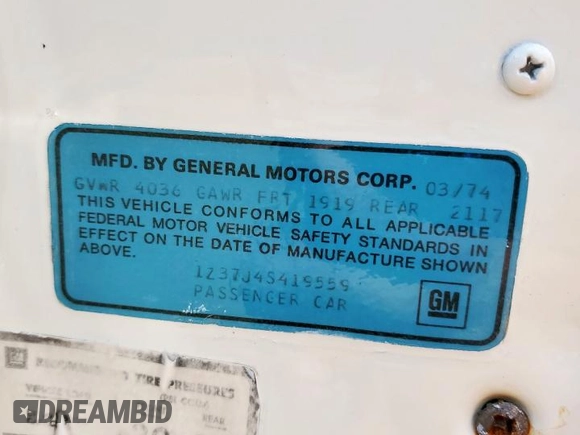 MFD. BY GENERAL MOTORS CORP. 03/74
GVWR 4036 GAWR FRT 1919 REAR 2117
THIS VEHICLE CONFORMS TO ALL APPLICABLE
FEDERAL MOTOR VEHICLE SAFETY STANDARDS IN
EFFECT ON THE DATE OF MANUFACTURE SHOWN
ABOVE.
1Z37J4S419559
PASSENGER CAR
GM
GM
TIRE PRESSURES
REAR
DREAMBID